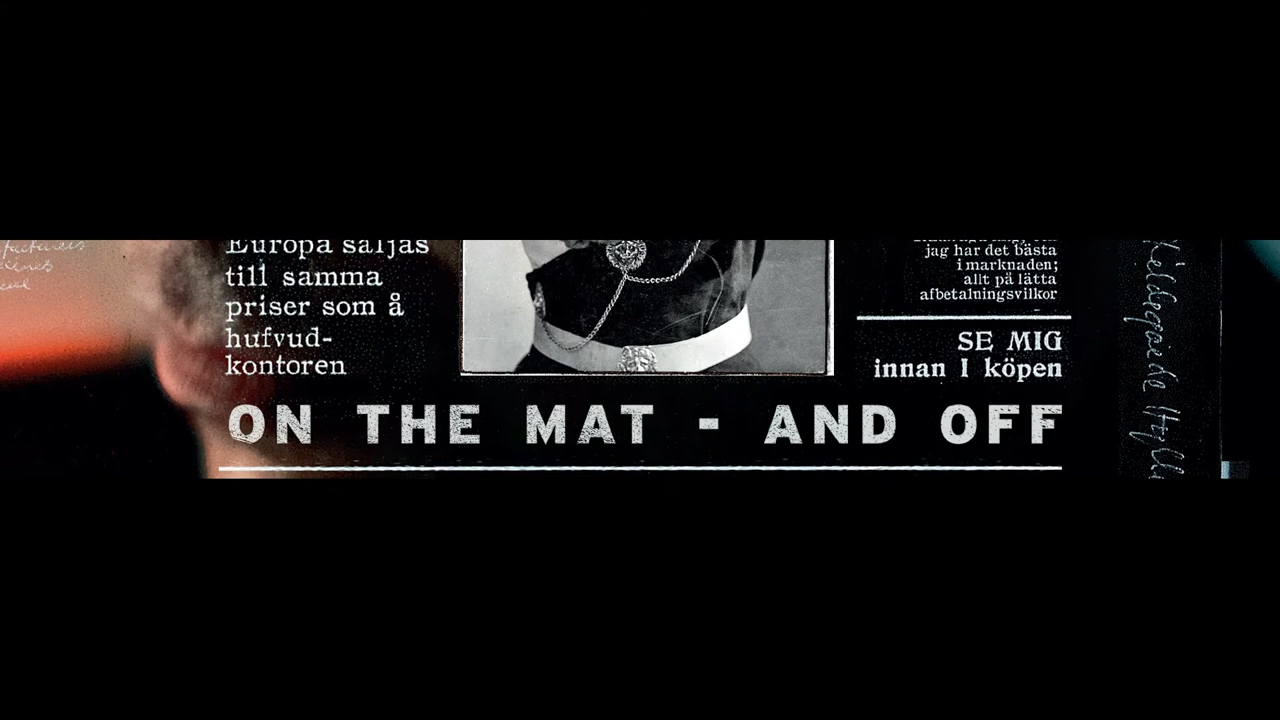 Europa säljas
till samma
priser som å
hufvud-
kontoren
jag har det bästa
i marknaden;
allt på lätta
afbetalningsvilkor
SE MIG
innan I köpen
ON THE MAT - AND OFF